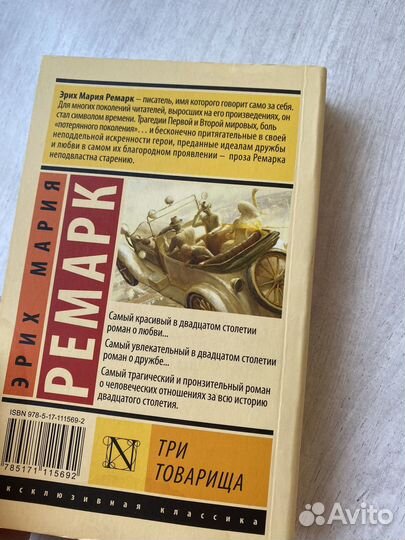 Эрих Мария Ремарк – писатель, имя которого говорит само за себя.
Для многих поколений читателей, выросших на его произведениях, он
стал символом времени. Трагедии Первой и Второй мировых, боль
«потерянного поколения»... и бесконечно притягательные в своей
неподдельной искренности герои, преданные идеалам дружбы
и любви в самом их благородном проявлении – проза Ремарка
неподвластна старению.
ЭРИХ МАРИЯ
РЕМАРК
Самый красивый в двадцатом столетии
роман о любви...
Самый увлекательный в двадцатом столетии
роман о дружбе...
Самый трагический и пронзительный роман
о человеческих отношениях за всю историю
двадцатого столетия.
ISBN 978-5-17-111569-2
785171 115692
N
ТРИ
ТОВАРИЩА
ксклюзивная классика
Avito